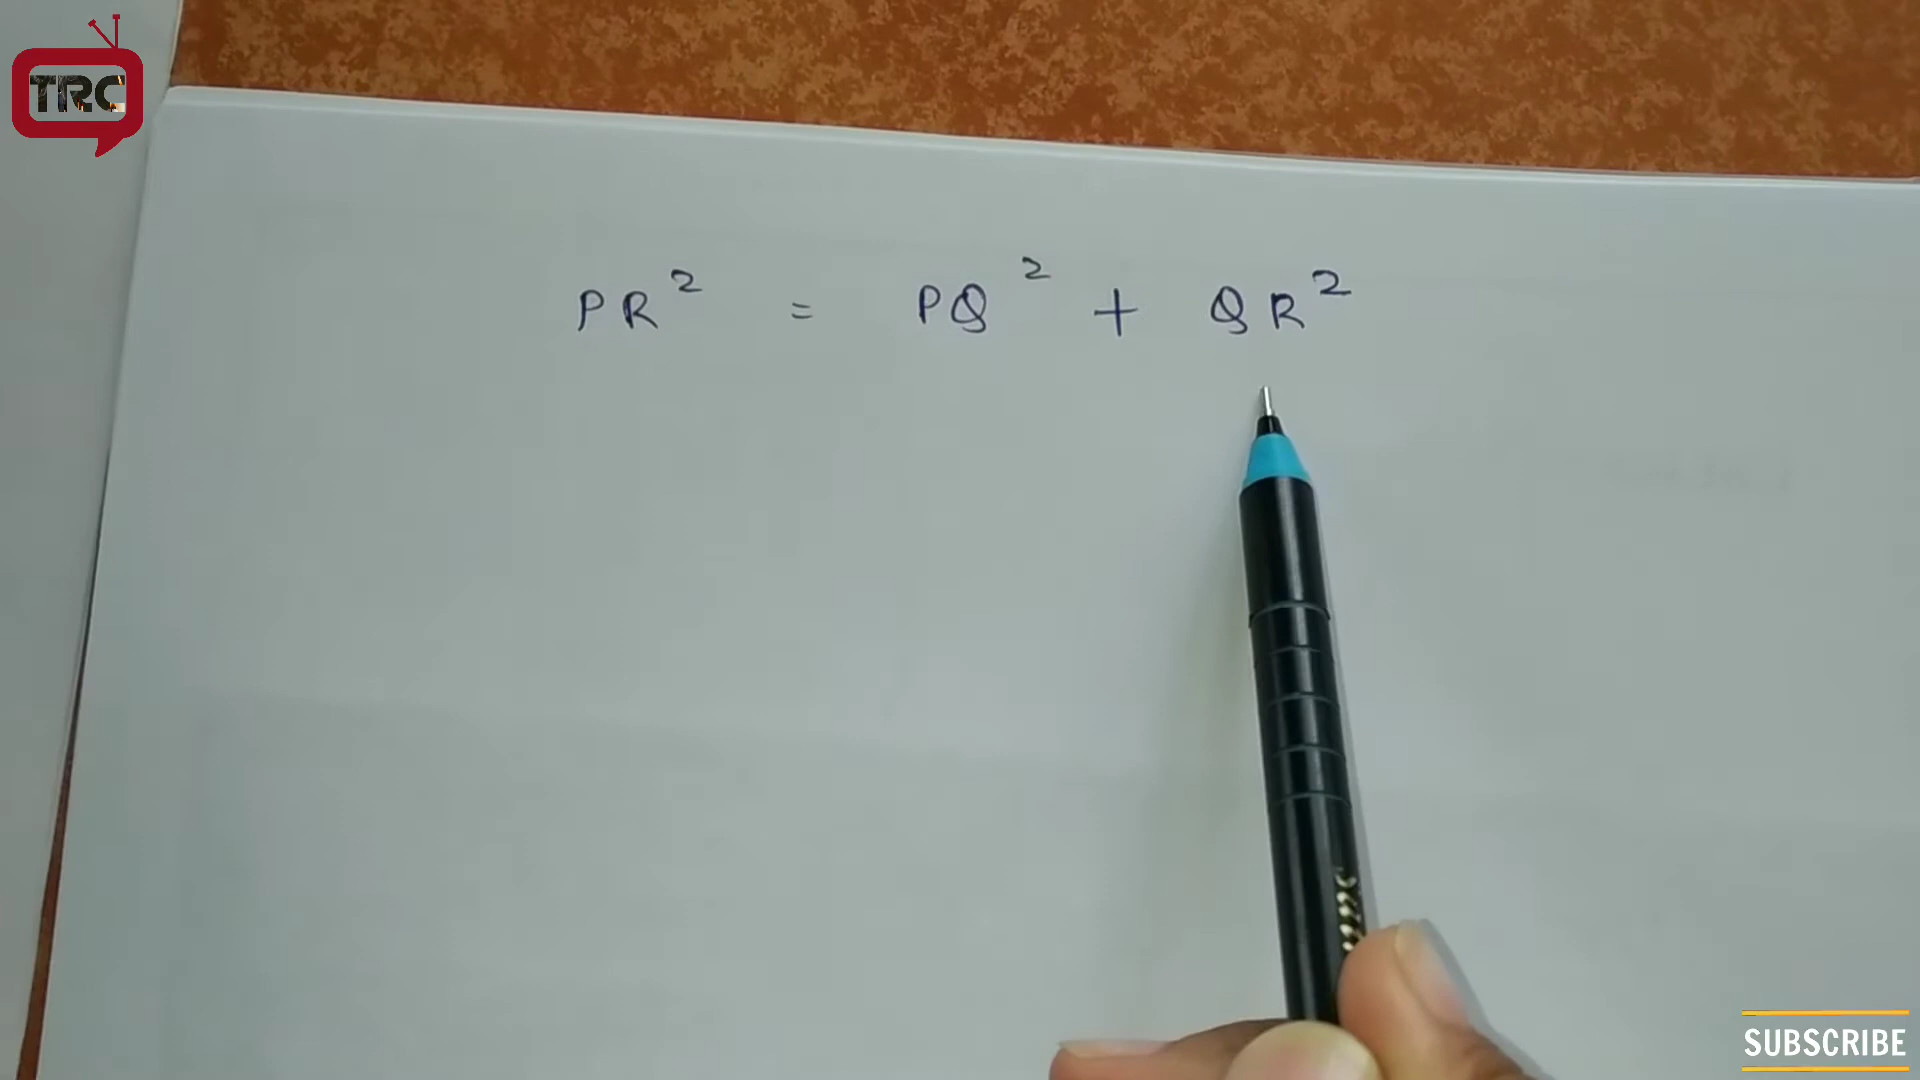 TRC
PR² = PQ² + QR²
SUBSCRIBE